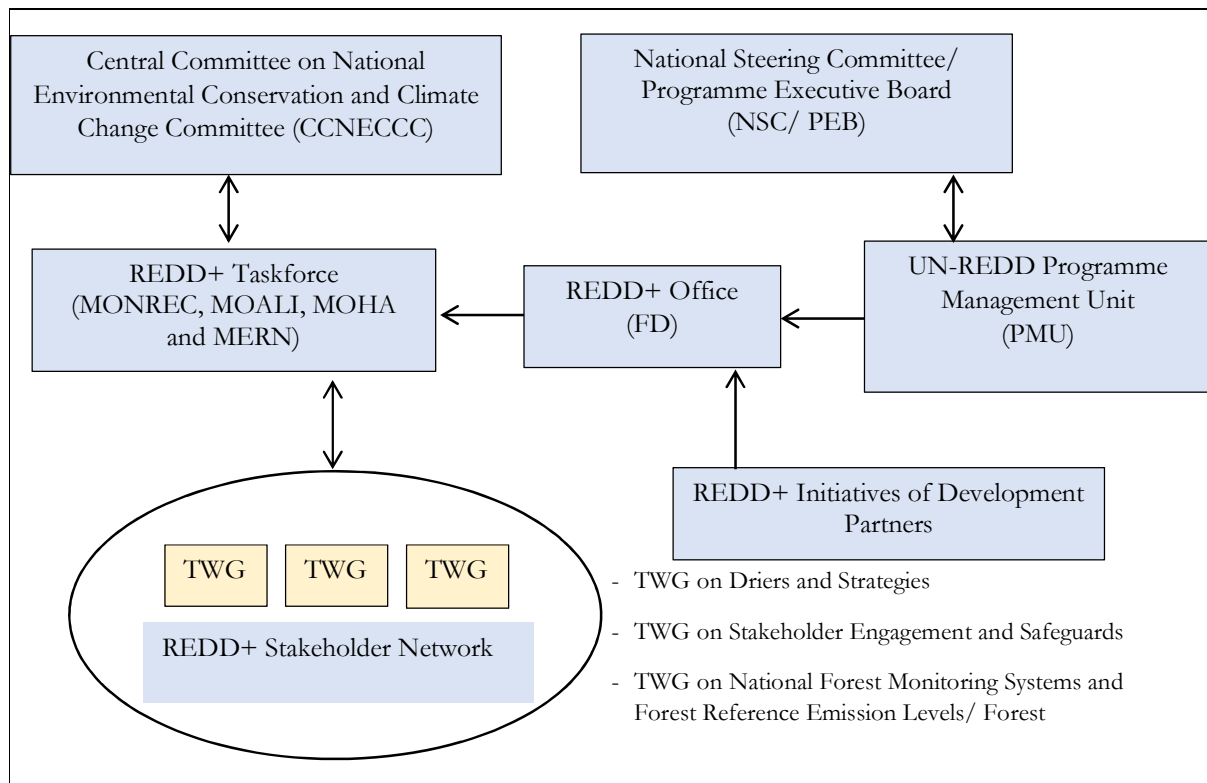 Central Committee on National
Environmental Conservation and Climate
Change Committee (CCNECCC)
National Steering Committee/
Programme Executive Board
(NSC/ PEB)
REDD+ Taskforce
(MONREC, MOALI, MOHA
and MERN)
REDD+ Office
(FD)
UN-REDD Programme
Management Unit
(PMU)
REDD+ Initiatives of Development
Partners
TWG
TWG
TWG
REDD+ Stakeholder Network
- TWG on Driers and Strategies
- TWG on Stakeholder Engagement and Safeguards
- TWG on National Forest Monitoring Systems and
Forest Reference Emission Levels/ Forest